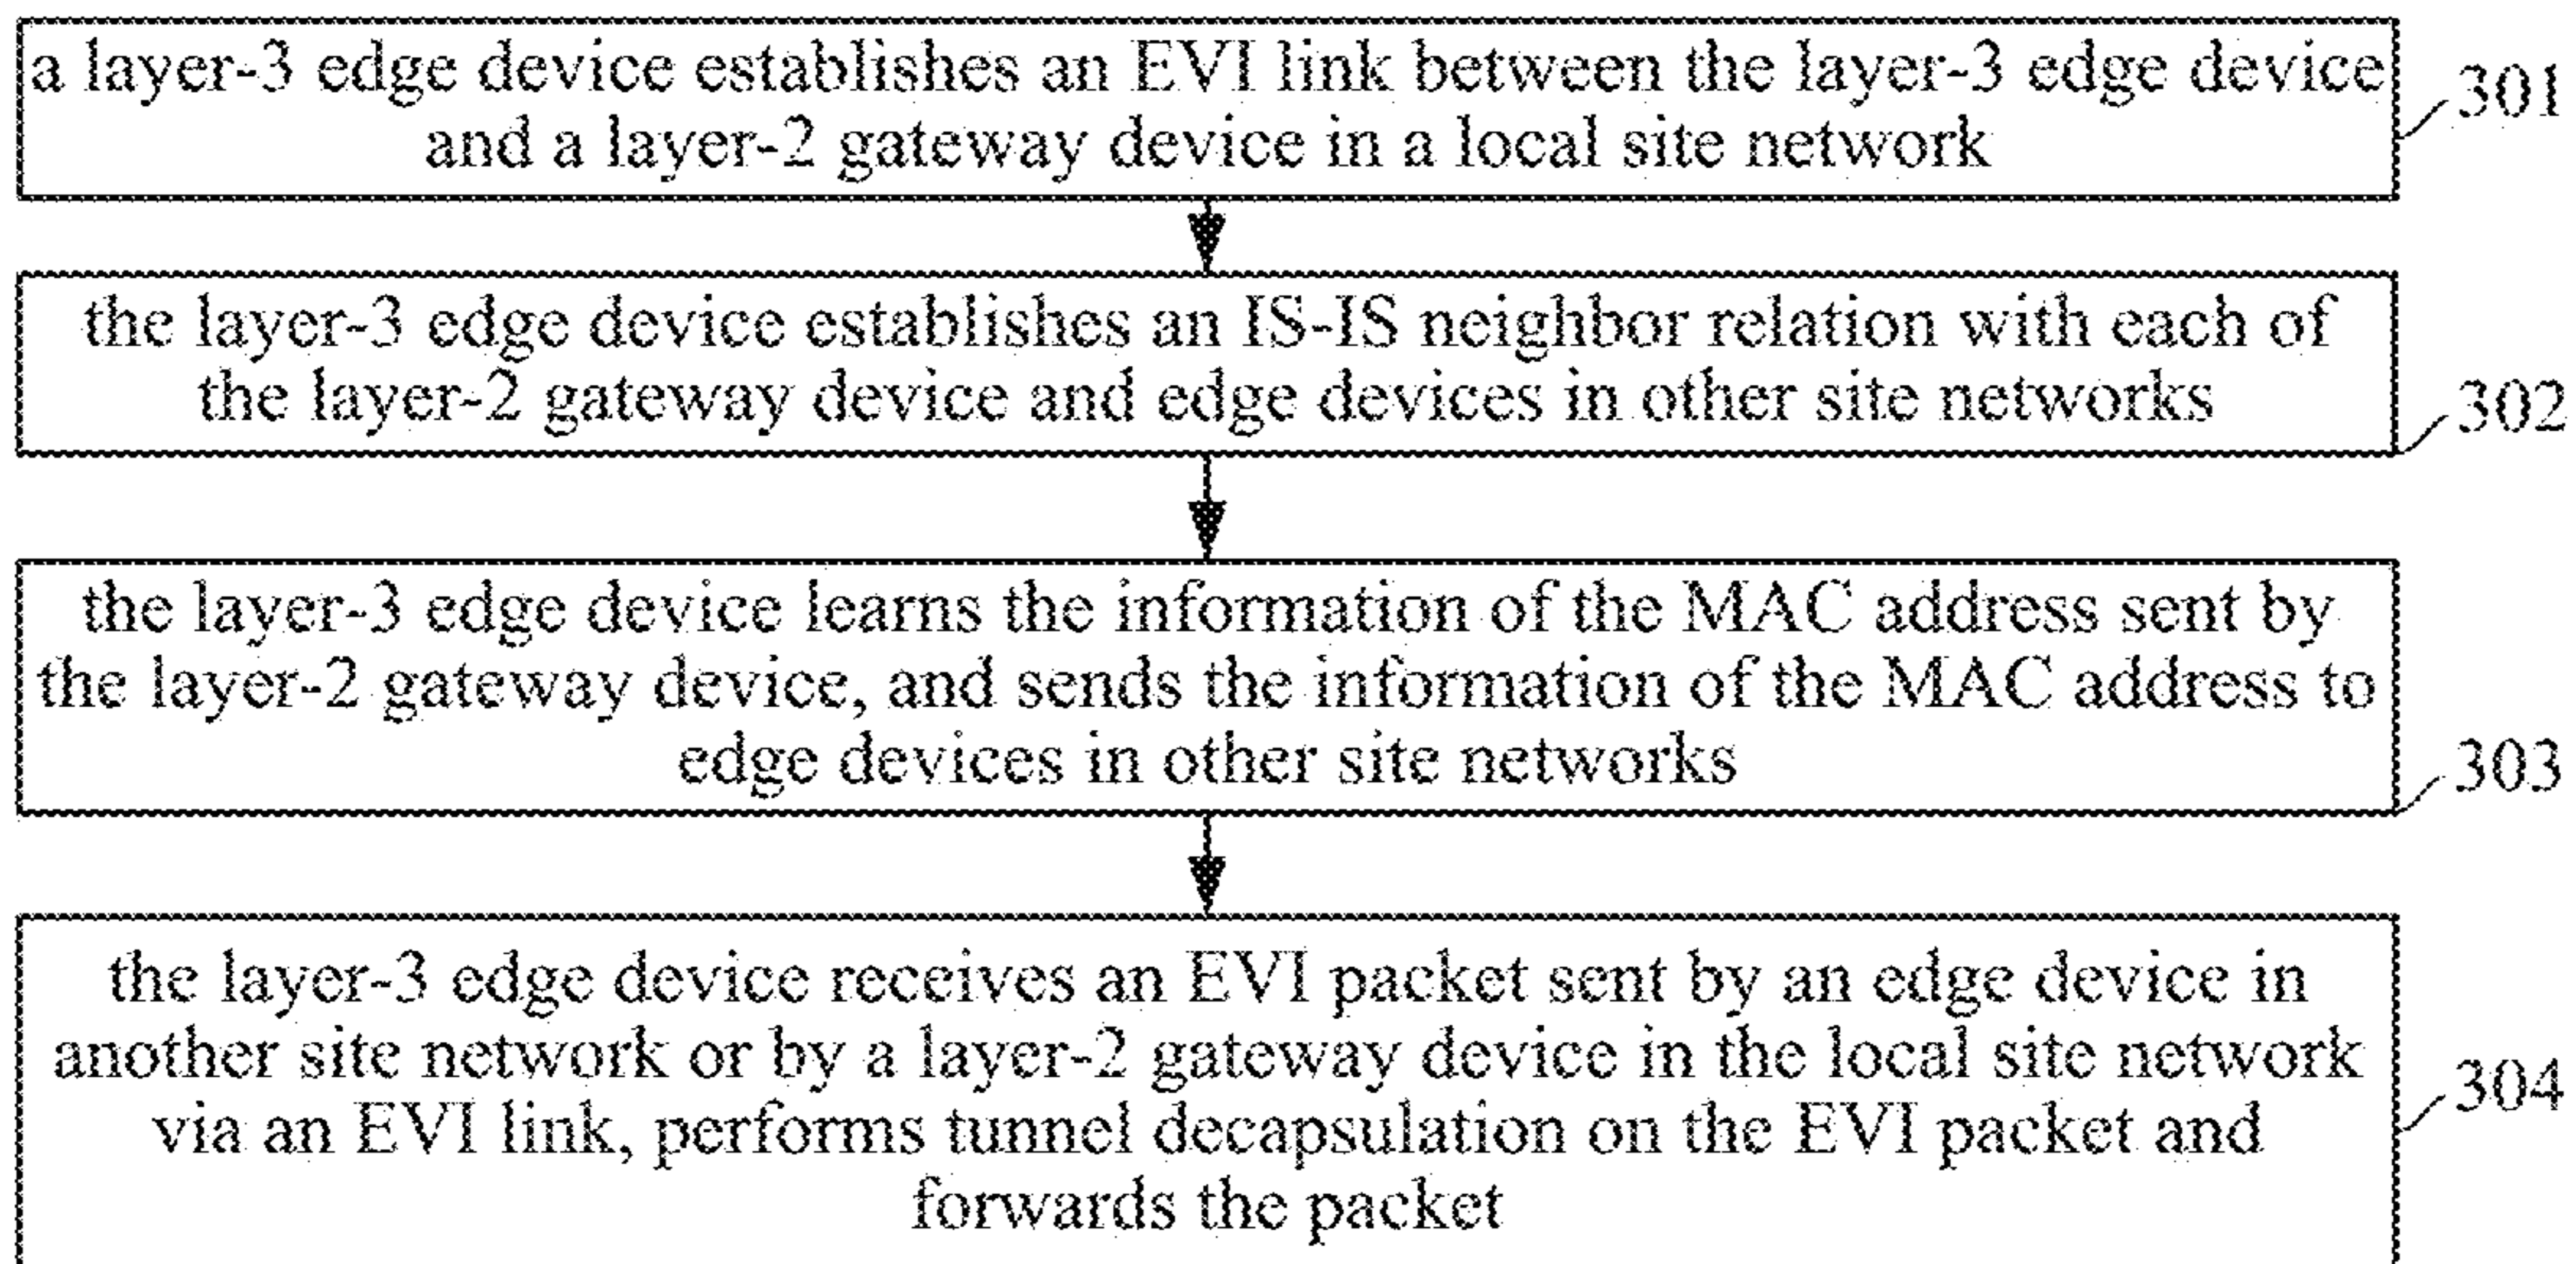 a layer-3 edge device establishes an EVI link between the layer-3 edge device
and a layer-2 gateway device in a local site network
301
the layer-3 edge device establishes an IS-IS neighbor relation with each of
the layer-2 gateway device and edge devices in other site networks
302
the layer-3 edge device learns the information of the MAC address sent by
the layer-2 gateway device, and sends the information of the MAC address to
edge devices in other site networks
303
the layer-3 edge device receives an EVI packet sent by an edge device in
another site network or by a layer-2 gateway device in the local site network
via an EVI link, performs tunnel decapsulation on the EVI packet and
forwards the packet
304